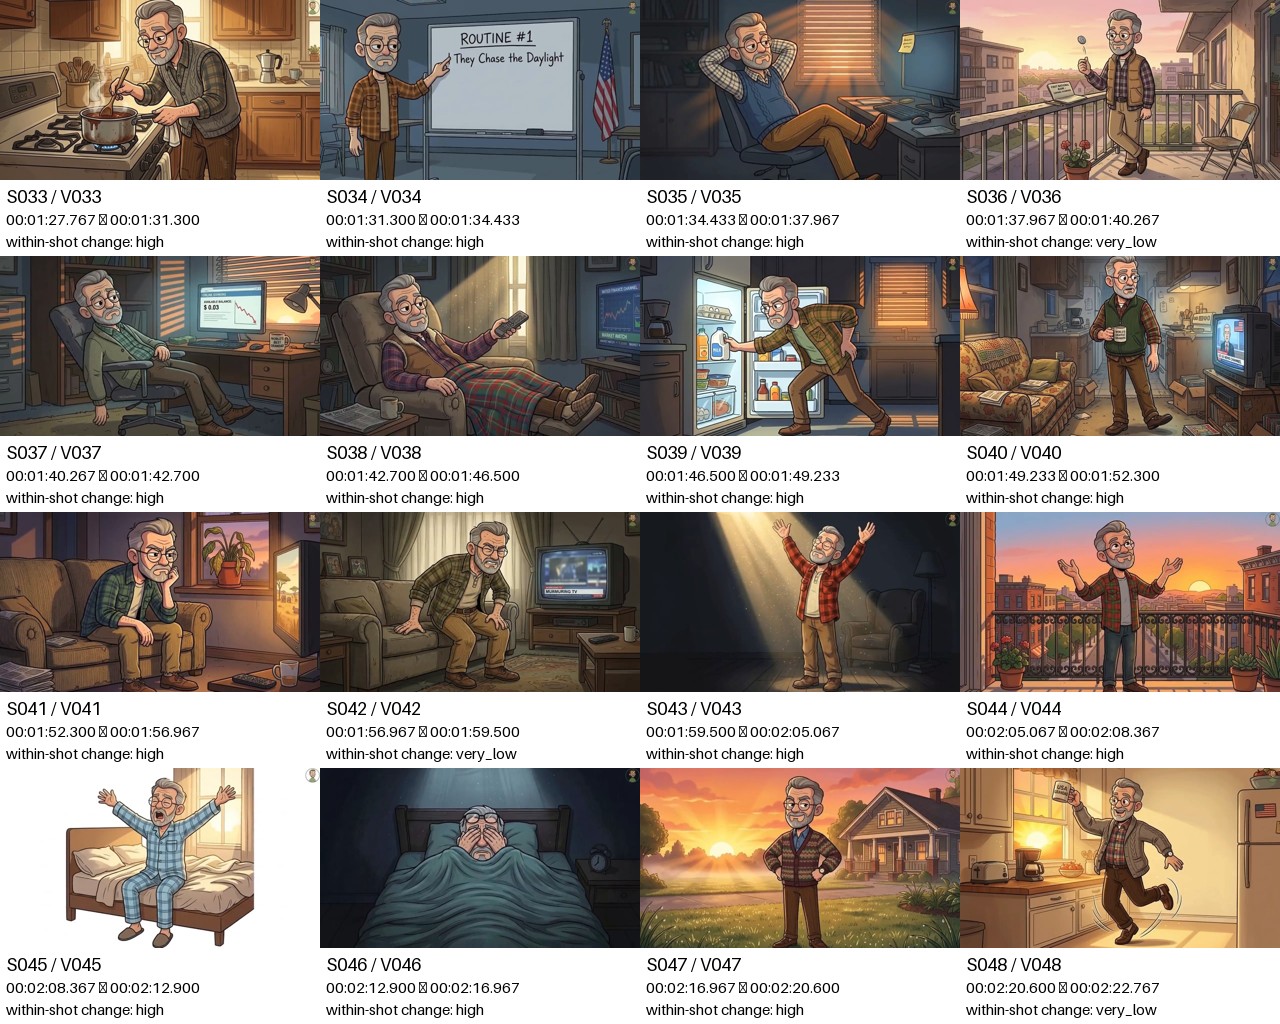 ROUTINE #1
They Chase the Daylight
S033 / V033
00:01:27.767 00:01:31.300
within-shot change: high
S034 / V034
00:01:31.300 00:01:34.433
within-shot change: high
S035 / V035
00:01:34.433 00:01:37.967
within-shot change: high
S036 / V036
00:01:37.967 00:01:40.267
within-shot change: very_low
AVAILABLE BALANCE:
$ 0.03
MARKET WATCH
S037 / V037
00:01:40.267 00:01:42.700
within-shot change: high
S038 / V038
00:01:42.700 00:01:46.500
within-shot change: high
S039 / V039
00:01:46.500 00:01:49.233
within-shot change: high
S040 / V040
00:01:49.233 00:01:52.300
within-shot change: high
MURMURING TV
S041 / V041
00:01:52.300 00:01:56.967
within-shot change: high
S042 / V042
00:01:56.967 00:01:59.500
within-shot change: very_low
S043 / V043
00:01:59.500 00:02:05.067
within-shot change: high
S044 / V044
00:02:05.067 00:02:08.367
within-shot change: high
USA
S045 / V045
00:02:08.367 00:02:12.900
within-shot change: high
S046 / V046
00:02:12.900 00:02:16.967
within-shot change: high
S047 / V047
00:02:16.967 00:02:20.600
within-shot change: high
S048 / V048
00:02:20.600 00:02:22.767
within-shot change: very_low